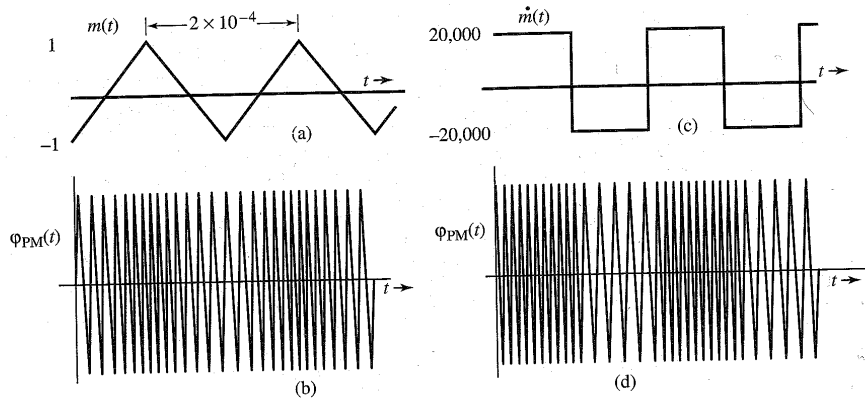 m(t)
2 × 10⁻⁴
1
t
−1
(a)
ṁ(t)
20,000
t
−20,000
(c)
φPM(t)
t
(b)
φPM(t)
t
(d)